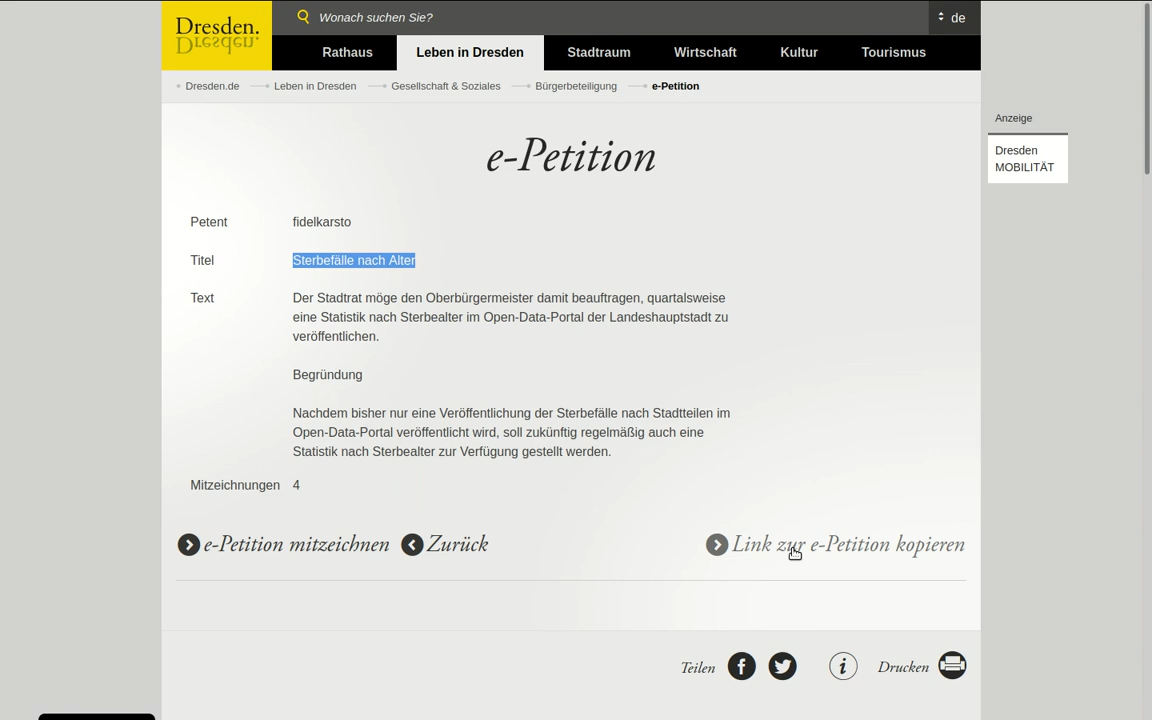 Dresden.
Wonach suchen Sie?
de
Rathaus
Leben in Dresden
Stadtraum
Wirtschaft
Kultur
Tourismus
Dresden.de
Leben in Dresden
Gesellschaft & Soziales
Bürgerbeteiligung
e-Petition
Anzeige
Dresden
MOBILITÄT
e-Petition
Petent fidelkarsto
Titel Sterbefälle nach Alter
Text Der Stadtrat möge den Oberbürgermeister damit beauftragen, quartalsweise
eine Statistik nach Sterbealter im Open-Data-Portal der Landeshauptstadt zu
veröffentlichen.
Begründung
Nachdem bisher nur eine Veröffentlichung der Sterbefälle nach Stadtteilen im
Open-Data-Portal veröffentlicht wird, soll zukünftig regelmäßig auch eine
Statistik nach Sterbealter zur Verfügung gestellt werden.
Mitzeichnungen 4
e-Petition mitzeichnen
Zurück
Link zur e-Petition kopieren
Teilen
Drucken